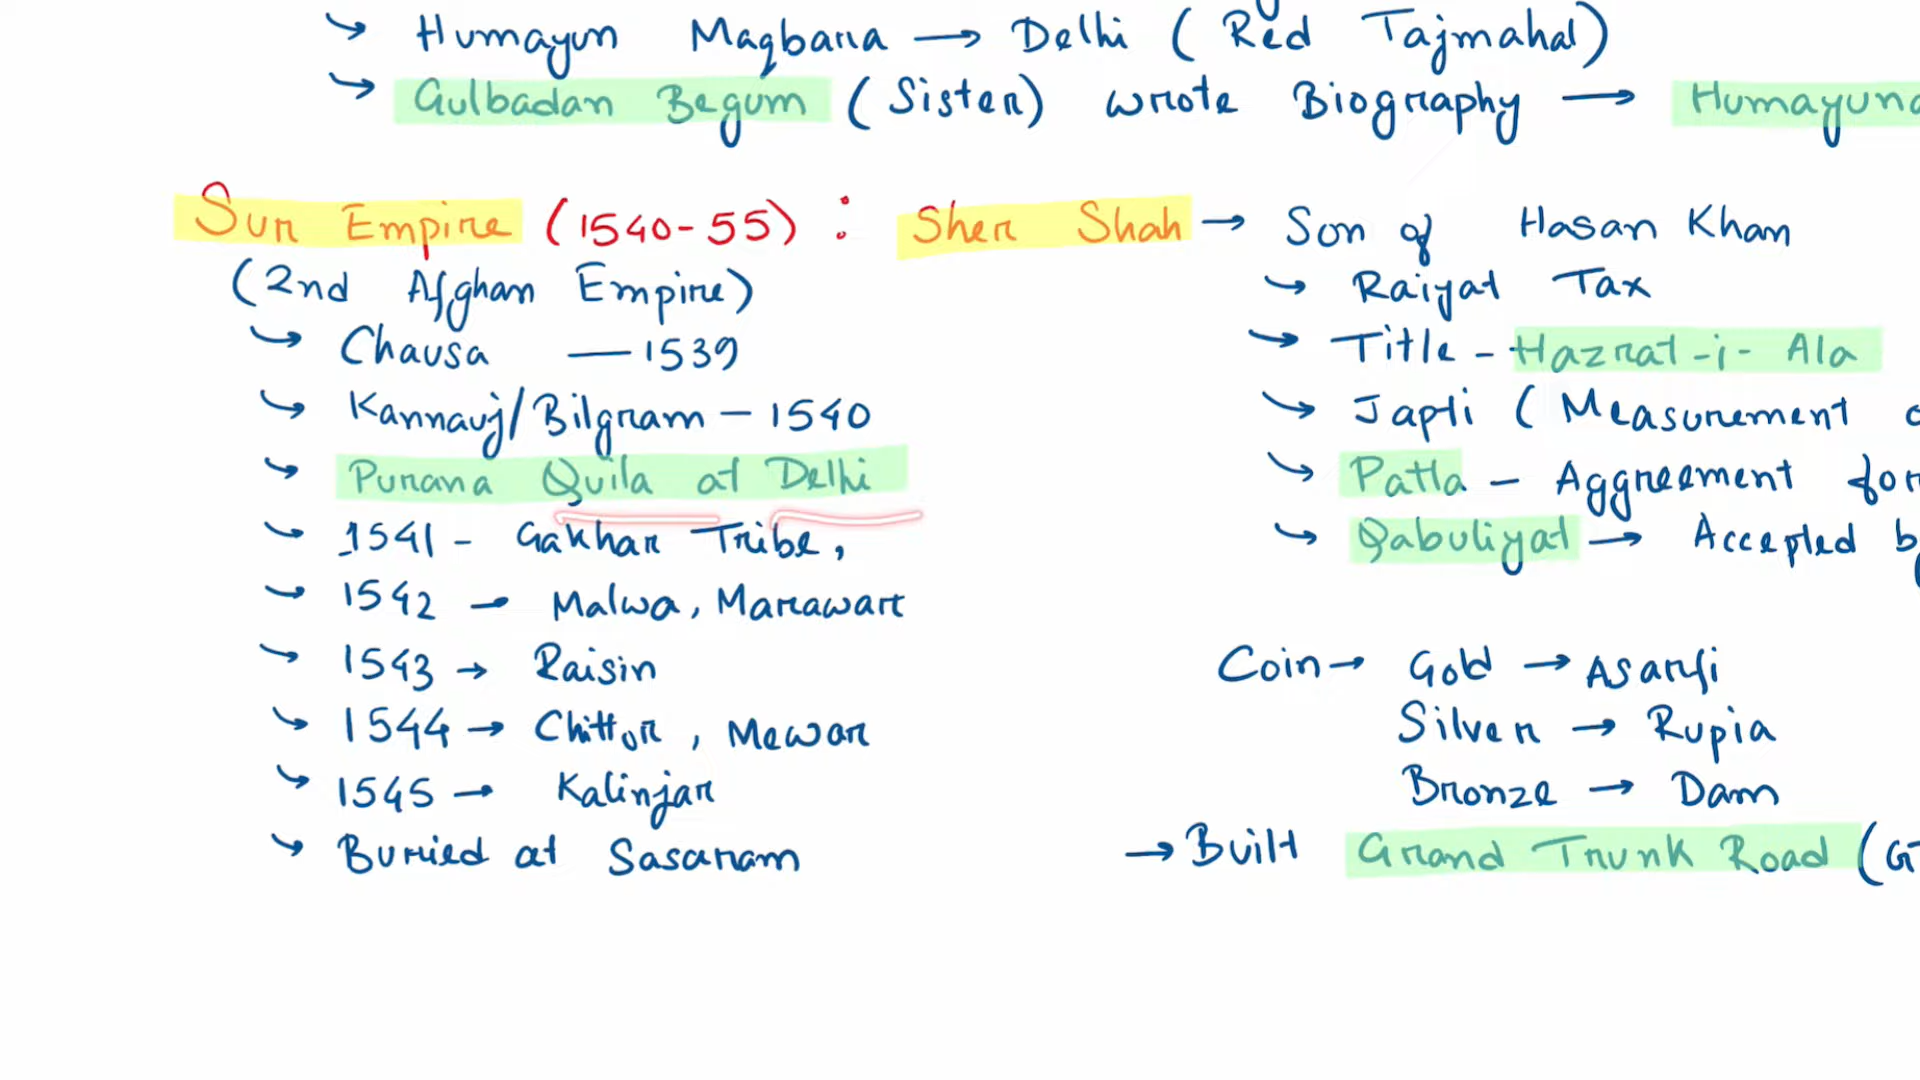 ↳ Humayun Maqbara → Delhi (Red Tajmahal)
↳ Gulbadan Begum (Sister) wrote Biography → Humayun
Sur Empire (1540-55) : Sher Shah → Son of Hasan Khan
(2nd Afghan Empire)
↳ Chausa — 1539
↳ Kannauj/Bilgram – 1540
↳ Purana Quila at Delhi
↳ 1541 - Gakhar Tribe,
↳ 1542 → Malwa, Marawart
↳ 1543 → Raisin
↳ 1544 → Chittor, Mewar
↳ 1545 → Kalinjar
↳ Buried at Sasaram
↳ Raiyat Tax
↳ Title - Hazrat-i-Ala
↳ Japti (Measurement
↳ Patta – Aggreement for
↳ Qabuliyat → Accepted b
Coin → Gold → Asarfi
Silver → Rupia
Bronze → Dam
→ Built Grand Trunk Road (G